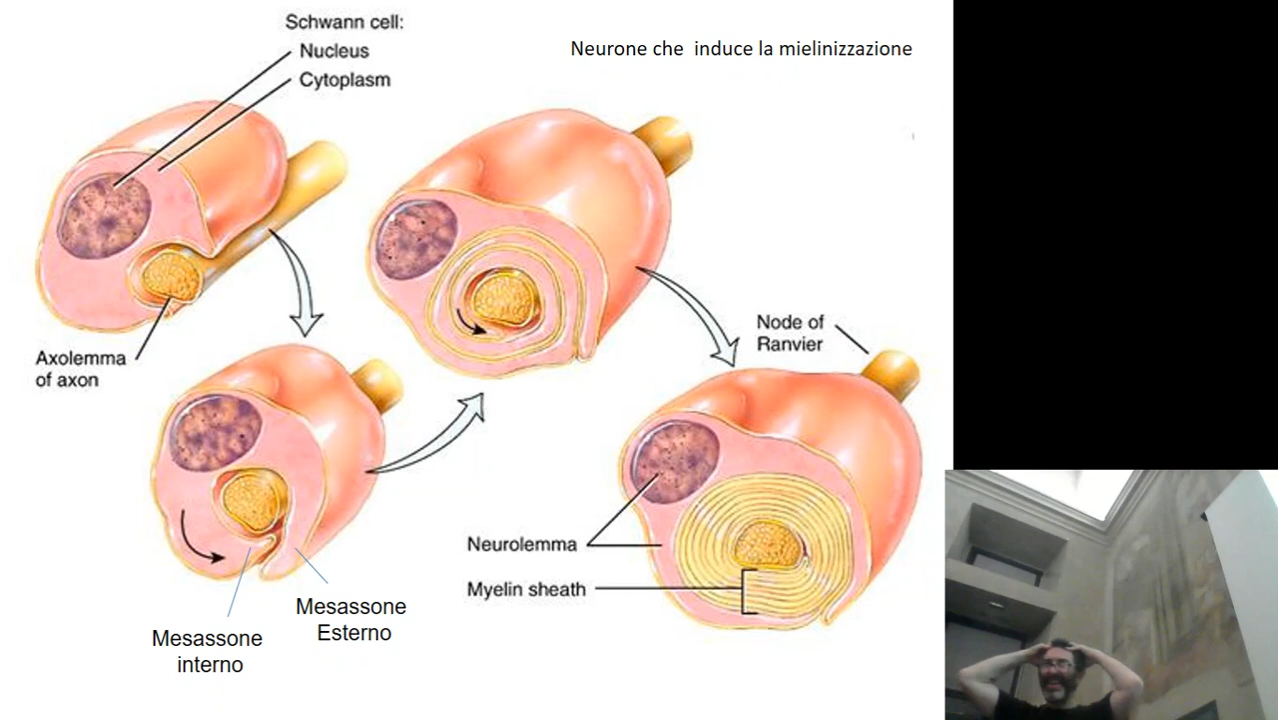 Schwann cell:
Nucleus
Cytoplasm
Neurone che induce la mielinizzazione
Axolemma
of axon
Node of
Ranvier
Neurolemma
Myelin sheath
Mesassone
Esterno
Mesassone
interno